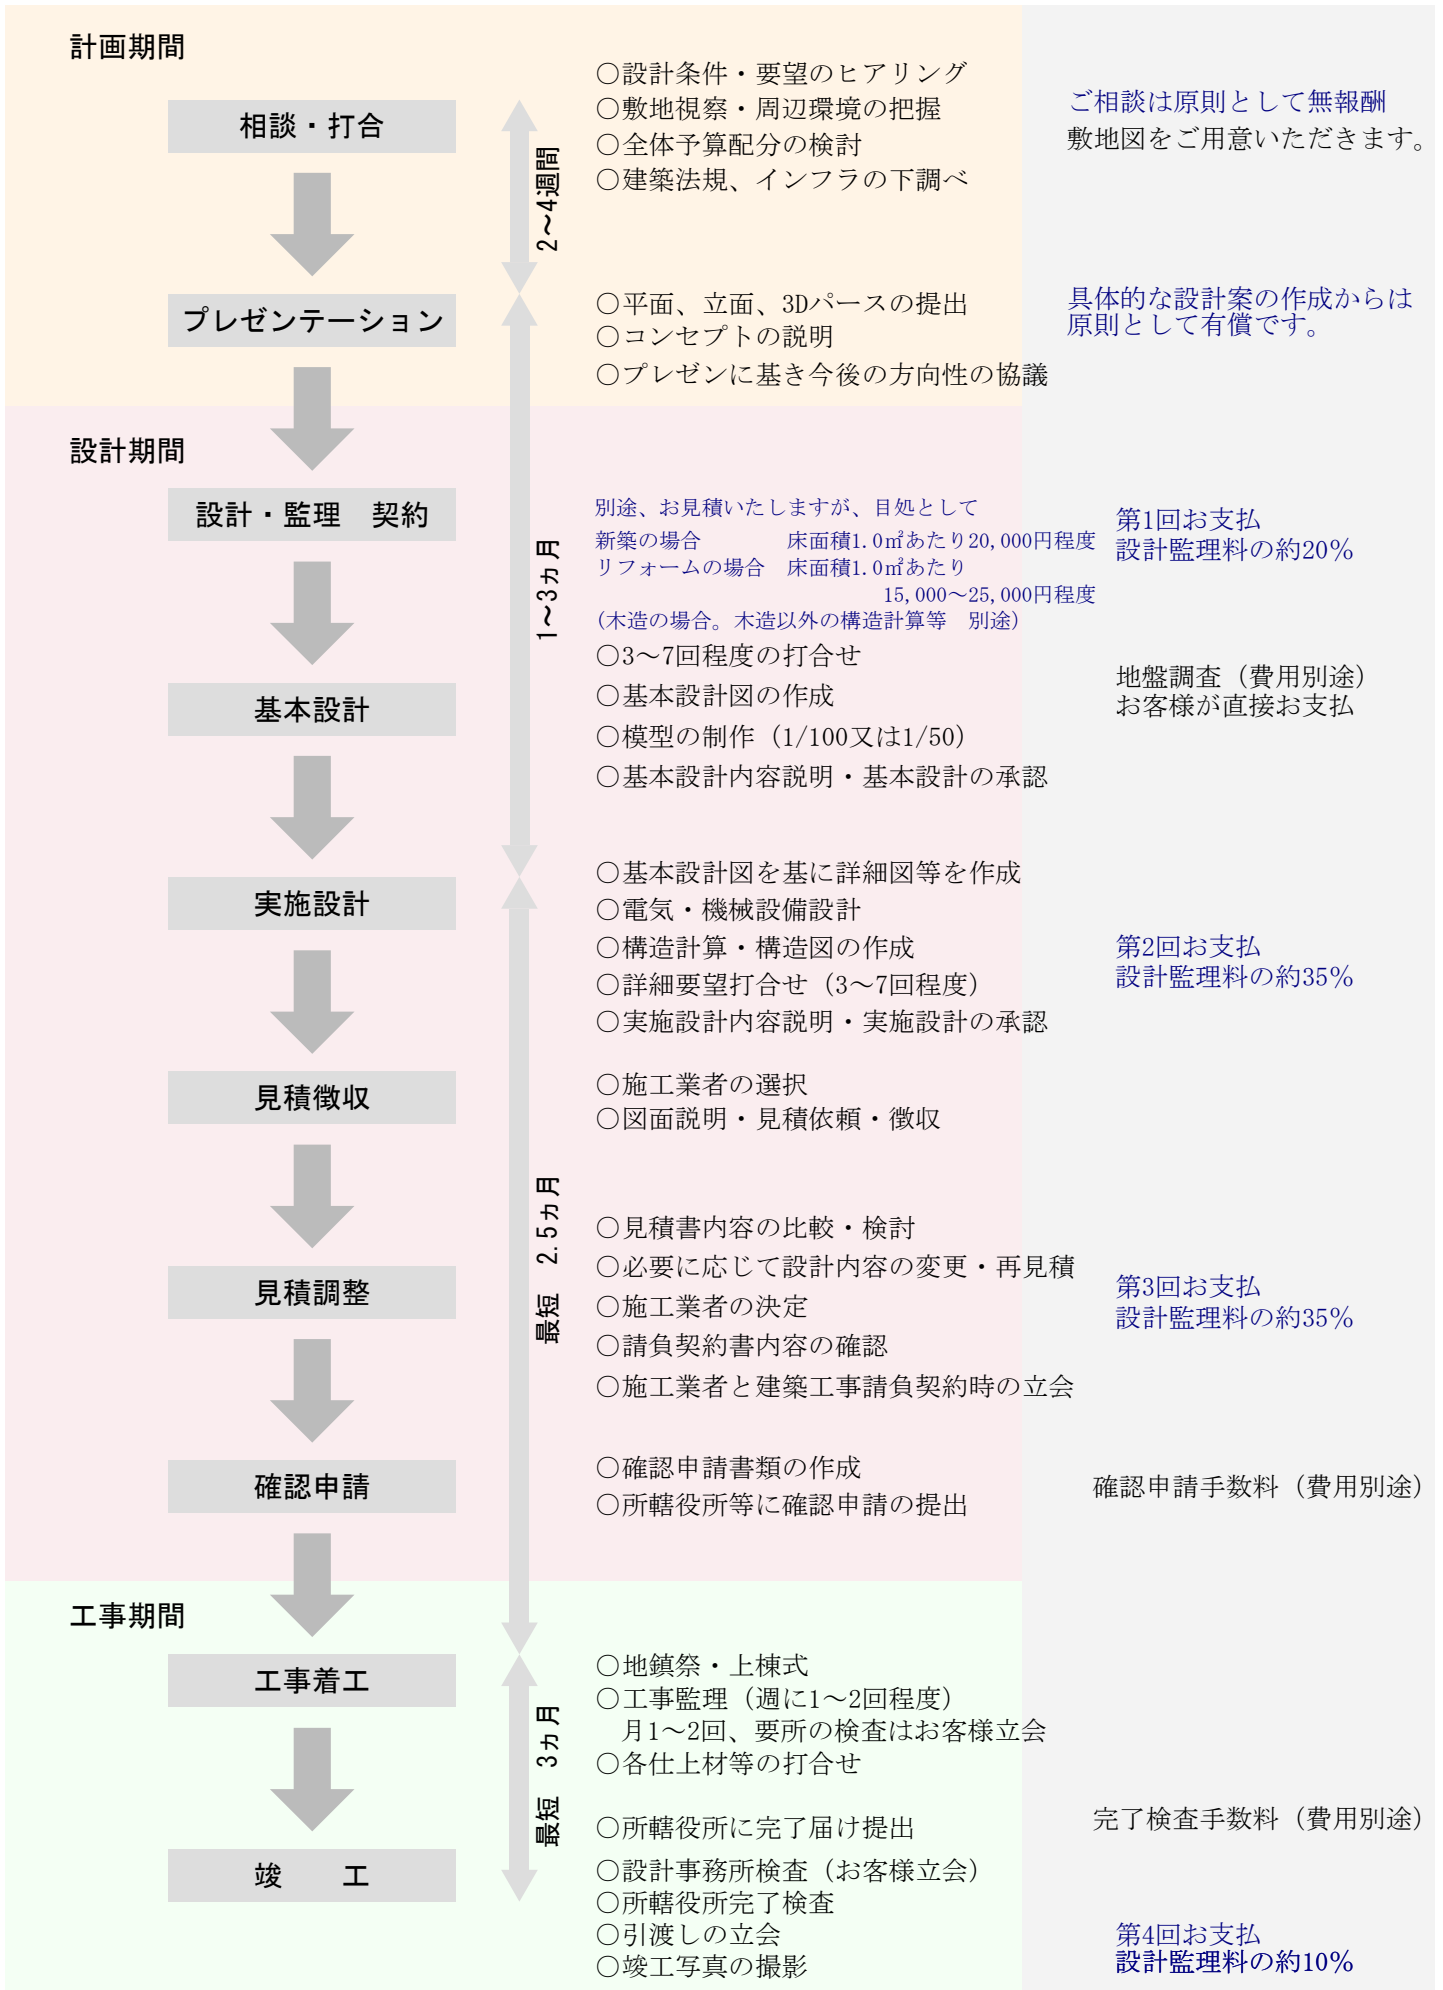 計画期間
相談・打合
2～4週間
○設計条件・要望のヒアリング
○敷地視察・周辺環境の把握
○全体予算配分の検討
○建築法規、インフラの下調べ
ご相談は原則として無報酬
敷地図をご用意いただきます。
プレゼンテーション
○平面、立面、3Dパースの提出
○コンセプトの説明
○プレゼンに基き今後の方向性の協議
具体的な設計案の作成からは
原則として有償です。
設計期間
設計・監理　契約
1～3ヵ月
別途、お見積いたしますが、目処として
新築の場合　　　　床面積1.0㎡あたり20,000円程度
リフォームの場合　床面積1.0㎡あたり
15,000～25,000円程度
(木造の場合。木造以外の構造計算等　別途)
第1回お支払
設計監理料の約20％
基本設計
○3～7回程度の打合せ
○基本設計図の作成
○模型の制作（1/100又は1/50）
○基本設計内容説明・基本設計の承認
地盤調査（費用別途）
お客様が直接お支払
実施設計
○基本設計図を基に詳細図等を作成
○電気・機械設備設計
○構造計算・構造図の作成
○詳細要望打合せ（3～7回程度）
○実施設計内容説明・実施設計の承認
第2回お支払
設計監理料の約35％
見積徴収
○施工業者の選択
○図面説明・見積依頼・徴収
最短　2.5ヵ月
見積調整
○見積書内容の比較・検討
○必要に応じて設計内容の変更・再見積
○施工業者の決定
○請負契約書内容の確認
○施工業者と建築工事請負契約時の立会
第3回お支払
設計監理料の約35％
確認申請
○確認申請書類の作成
○所轄役所等に確認申請の提出
確認申請手数料（費用別途）
工事期間
工事着工
最短　3ヵ月
○地鎮祭・上棟式
○工事監理（週に1～2回程度）
月1～2回、要所の検査はお客様立会
○各仕上材等の打合せ
○所轄役所に完了届け提出
完了検査手数料（費用別途）
竣　　工
○設計事務所検査（お客様立会）
○所轄役所完了検査
○引渡しの立会
○竣工写真の撮影
第4回お支払
設計監理料の約10％